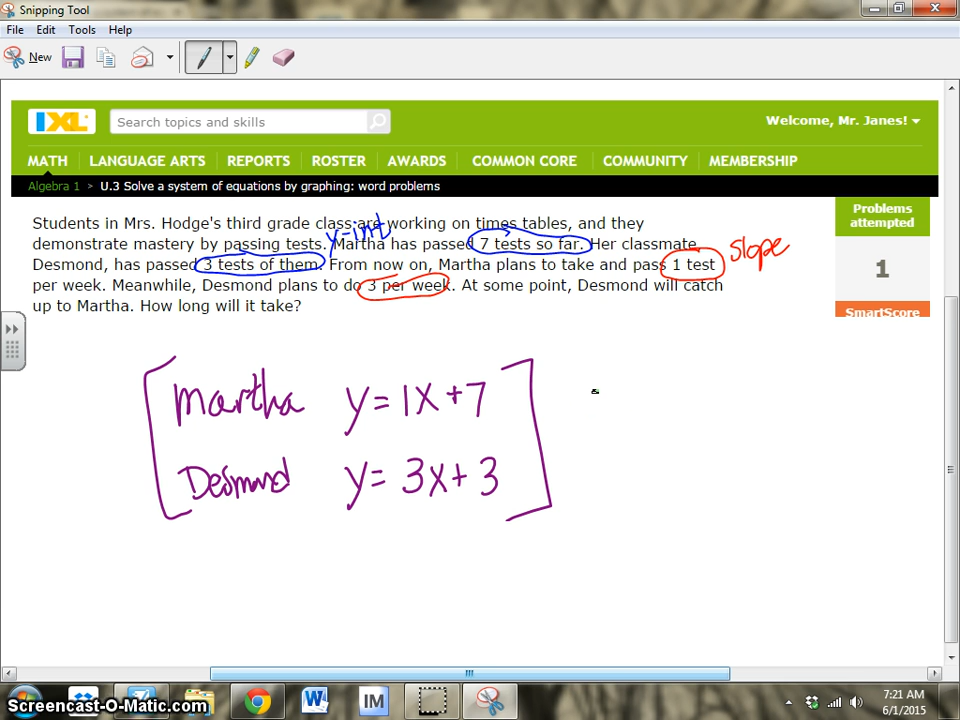 Snipping Tool
File Edit Tools Help
New
IXL Search topics and skills Welcome, Mr. Janes!
MATH LANGUAGE ARTS REPORTS ROSTER AWARDS COMMON CORE COMMUNITY MEMBERSHIP
Algebra 1 > U.3 Solve a system of equations by graphing: word problems
Students in Mrs. Hodge's third grade class are working on times tables, and they
demonstrate mastery by passing tests. Martha has passed 7 tests so far. Her classmate,
Desmond, has passed 3 tests of them. From now on, Martha plans to take and pass 1 test
per week. Meanwhile, Desmond plans to do 3 per week. At some point, Desmond will catch
up to Martha. How long will it take?
y-int
slope
Problems
attempted
1
SmartScore
Martha y=1x+7
Desmond y=3x+3
W IM
Screencast-O-Matic.com
7:21 AM
6/1/2015